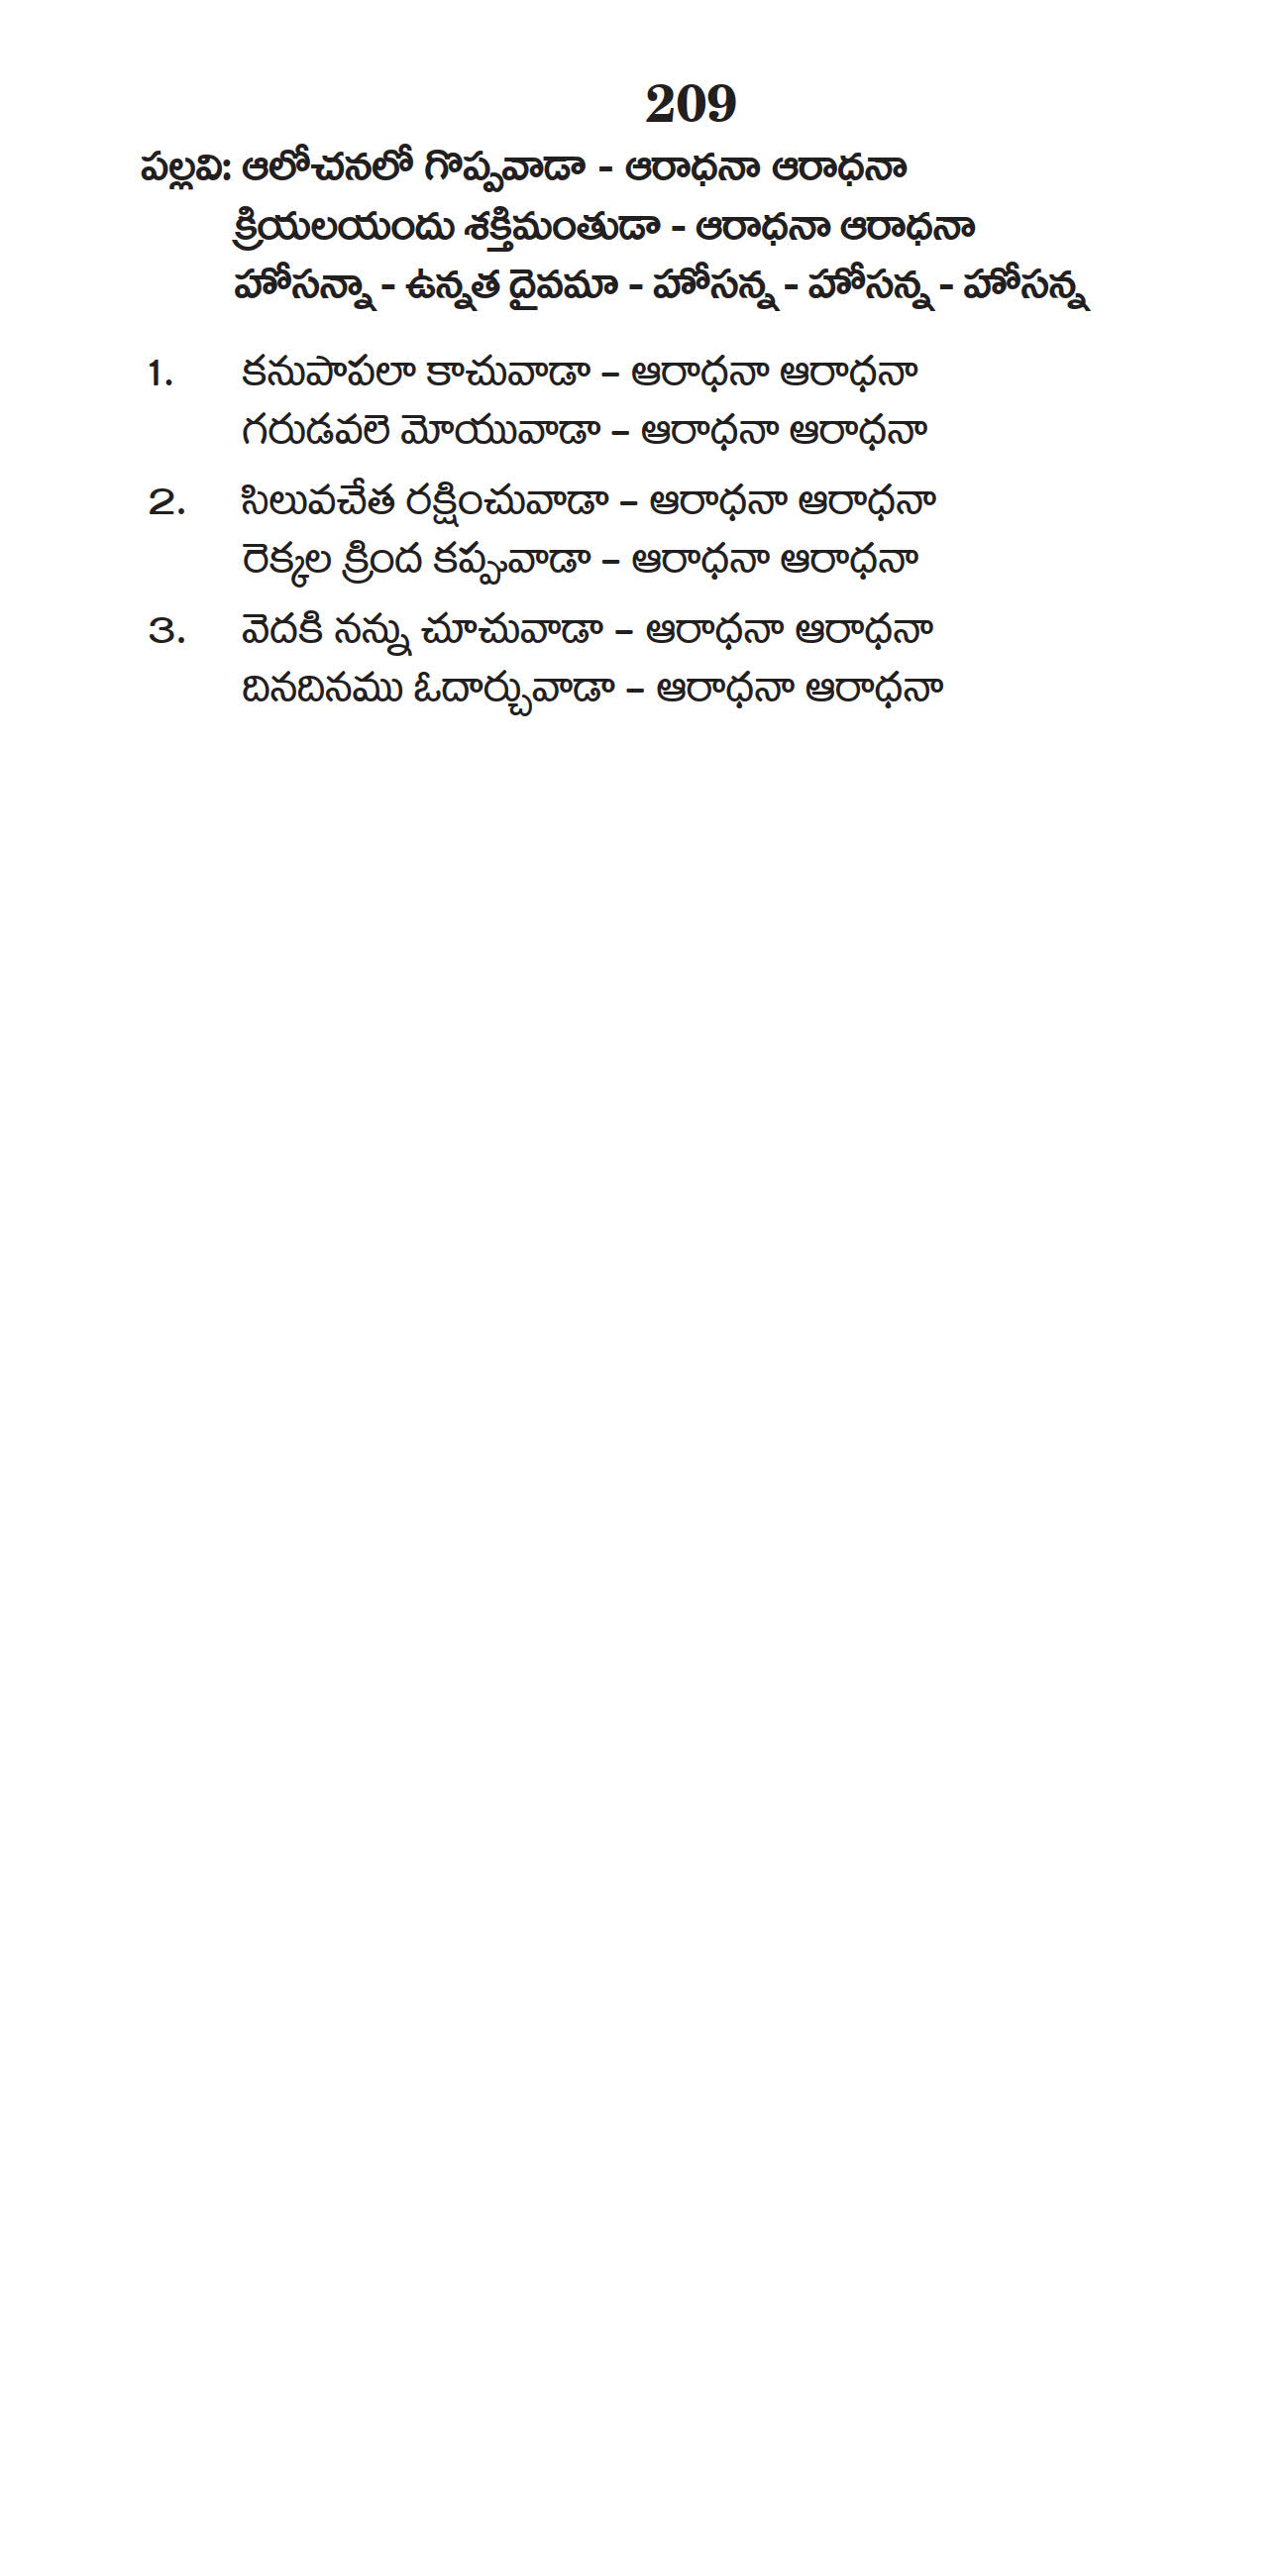 209
పల్లవి: ఆలోచనలో గొప్పవాడా - ఆరాధనా ఆరాధనా
క్రియలయందు శక్తిమంతుడా - ఆరాధనా ఆరాధనా
హోసన్నా - ఉన్నత దైవమా - హోసన్న - హోసన్న - హోసన్న
1. కనుపాపలా కాచువాడా – ఆరాధనా ఆరాధనా
గరుడవలె మోయువాడా – ఆరాధనా ఆరాధనా
2. సిలువచేత రక్షించువాడా – ఆరాధనా ఆరాధనా
రెక్కల క్రింద కప్పువాడా – ఆరాధనా ఆరాధనా
3. వెదకి నన్ను చూచువాడా – ఆరాధనా ఆరాధనా
దినదినము ఓదార్చువాడా – ఆరాధనా ఆరాధనా